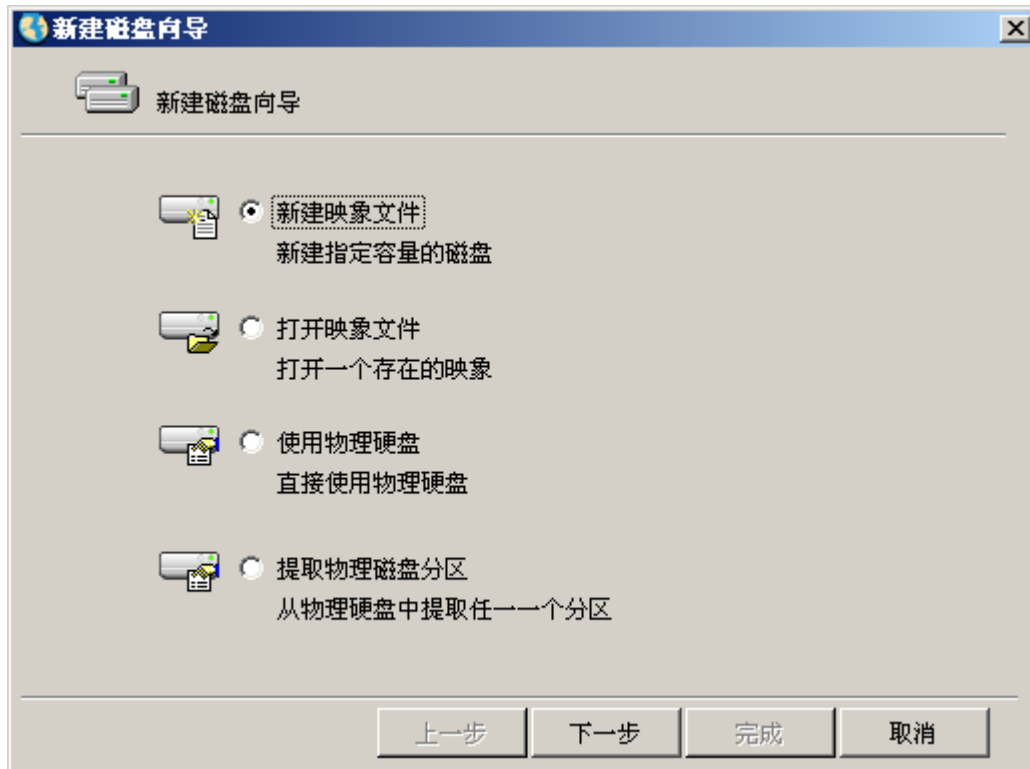 新建磁盘向导
新建磁盘向导
新建映象文件
新建指定容量的磁盘
打开映象文件
打开一个存在的映象
使用物理硬盘
直接使用物理硬盘
提取物理磁盘分区
从物理硬盘中提取任一一个分区
上一步 下一步 完成 取消